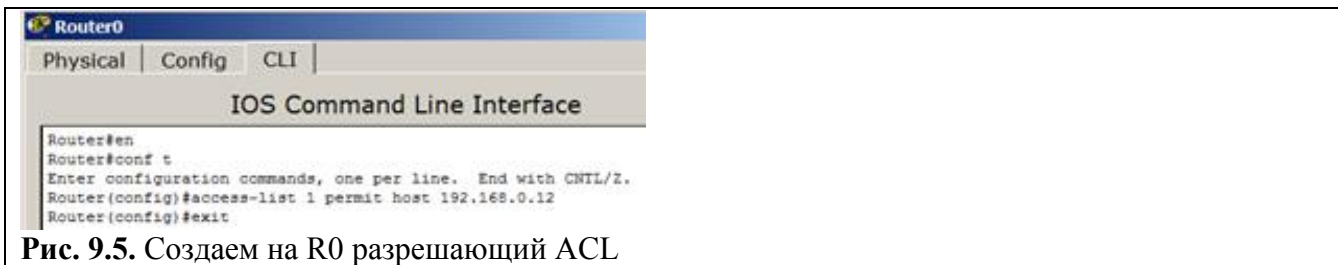 Router0
Physical Config CLI
IOS Command Line Interface
Router#en
Router#conf t
Enter configuration commands, one per line. End with CNTL/Z.
Router(config)#access-list 1 permit host 192.168.0.12
Router(config)#exit
Рис. 9.5. Создаем на R0 разрешающий ACL